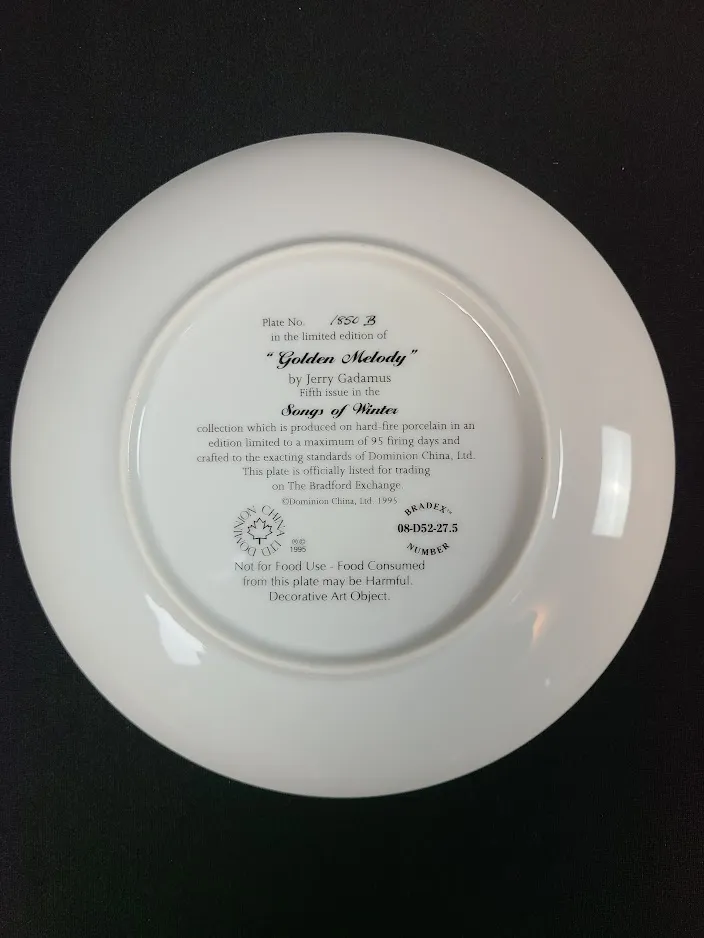 Plate No. 1850 B
in the limited edition of
"Golden Melody"
by Jerry Gadamus
Fifth issue in the
Songs of Winter
collection which is produced on hard-fire porcelain in an
edition limited to a maximum of 95 firing days and
crafted to the exacting standards of Dominion China, Ltd.
This plate is officially listed for trading
on The Bradford Exchange.
©Dominion China, Ltd. 1995
DOMINION CHINA LTD
®©
1995
BRADEX™
08-D52-27.5
NUMBER
Not for Food Use - Food Consumed
from this plate may be Harmful.
Decorative Art Object.